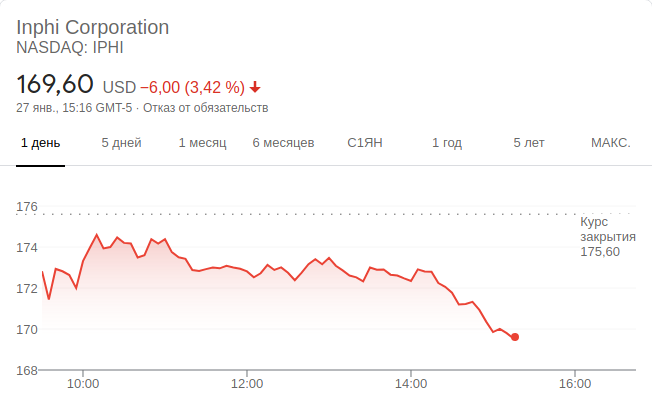 Inphi Corporation
NASDAQ: IPHI
169,60 USD −6,00 (3,42 %)
27 янв., 15:16 GMT-5 · Отказ от обязательств
1 день 5 дней 1 месяц 6 месяцев С1ЯН 1 год 5 лет МАКС.
176
Курс
закрытия
175,60
174
172
170
168
10:00 12:00 14:00 16:00